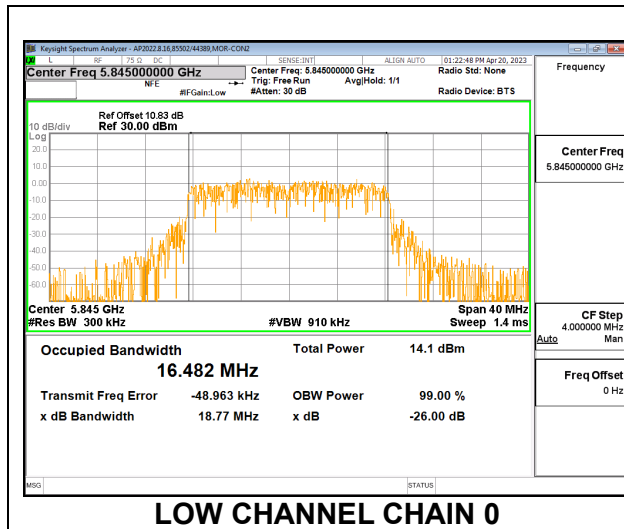 Keysight Spectrum Analyzer - AP2022.8.16,85502/44389,MOR-CON2
L RF 75 Ω DC SENSE:INT ALIGN AUTO 01:22:48 PM Apr 20, 2023
Center Freq 5.845000000 GHz
NFE
#IFGain:Low
Center Freq: 5.845000000 GHz
Trig: Free Run Avg|Hold: 1/1
#Atten: 30 dB
Radio Std: None
Radio Device: BTS
Frequency
Ref Offset 10.83 dB
10 dB/div Ref 30.00 dBm
Log
20.0
10.0
0.00
-10.0
-20.0
-30.0
-40.0
-50.0
-60.0
Center Freq
5.845000000 GHz
Center 5.845 GHz Span 40 MHz
#Res BW 300 kHz #VBW 910 kHz Sweep 1.4 ms
CF Step
4.000000 MHz
Auto Man
Freq Offset
0 Hz
Occupied Bandwidth Total Power 14.1 dBm
16.482 MHz
Transmit Freq Error -48.963 kHz OBW Power 99.00 %
x dB Bandwidth 18.77 MHz x dB -26.00 dB
MSG STATUS
LOW CHANNEL CHAIN 0